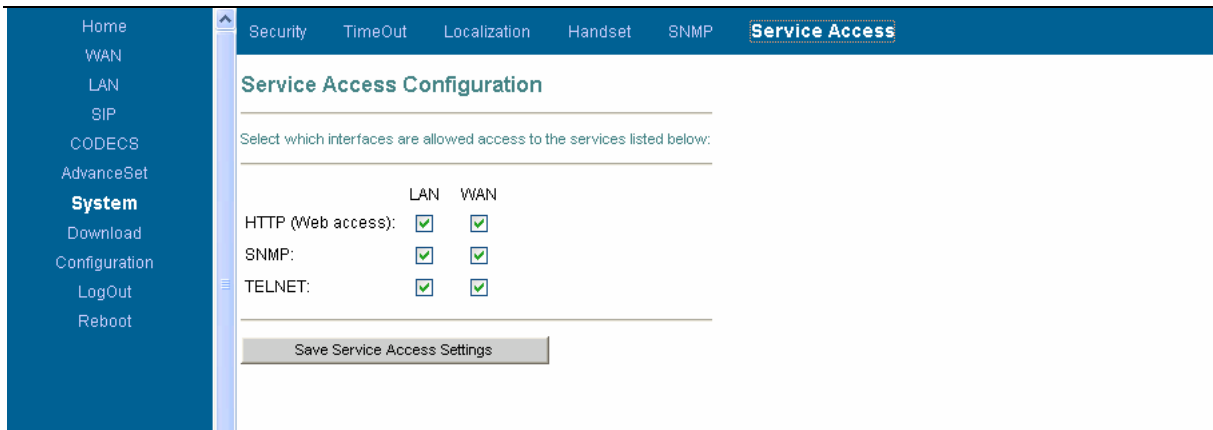 Home
WAN
LAN
SIP
CODECS
AdvanceSet
System
Download
Configuration
LogOut
Reboot
Security TimeOut Localization Handset SNMP Service Access
Service Access Configuration
Select which interfaces are allowed access to the services listed below:
LAN WAN
HTTP (Web access):
SNMP:
TELNET:
Save Service Access Settings